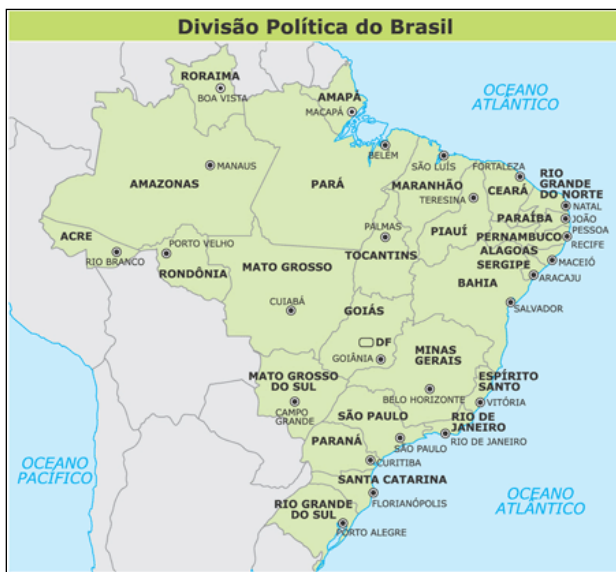 Divisão Política do Brasil
RORAIMA
BOA VISTA
AMAPÁ
MACAPÁ
OCEANO
ATLÂNTICO
BELÉM
SÃO LUÍS
FORTALEZA
RIO
GRANDE
DO NORTE
MANAUS
AMAZONAS
PARÁ
MARANHÃO
TERESINA
CEARÁ
NATAL
PARAÍBA
JOÃO
PESSOA
PIAUÍ
PERNAMBUCO
RECIFE
ALAGOAS
MACEIÓ
SERGIPE
ARACAJU
ACRE
RIO BRANCO
PORTO VELHO
RONDÔNIA
MATO GROSSO
CUIABÁ
PALMAS
TOCANTINS
BAHIA
SALVADOR
GOIÁS
DF
GOIÂNIA
MINAS
GERAIS
BELO HORIZONTE
ESPÍRITO
SANTO
VITÓRIA
MATO GROSSO
DO SUL
CAMPO
GRANDE
SÃO PAULO
SÃO PAULO
RIO DE
JANEIRO
RIO DE JANEIRO
PARANÁ
CURITIBA
SANTA CATARINA
FLORIANÓPOLIS
RIO GRANDE
DO SUL
PORTO ALEGRE
OCEANO
PACÍFICO
OCEANO
ATLÂNTICO